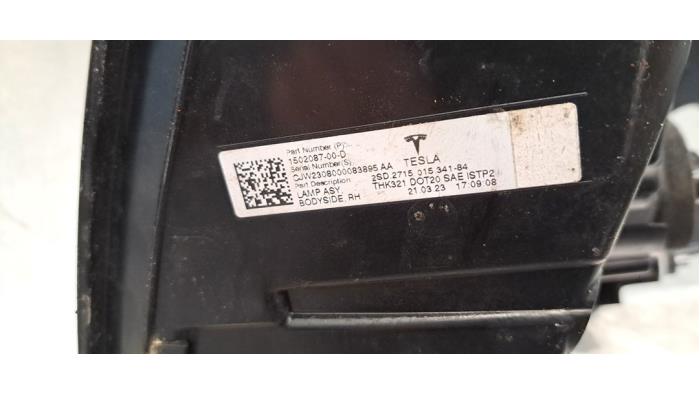 Part Number (P):
1502087-00-D
Serial Number(S):
CJW2308000083895 AA
Part Description
LAMP ASY,
BODYSIDE, RH
TESLA
2SD.2715 015 341-84
THK321 DOT20 SAE ISTP2
21.03.23 17:09:08